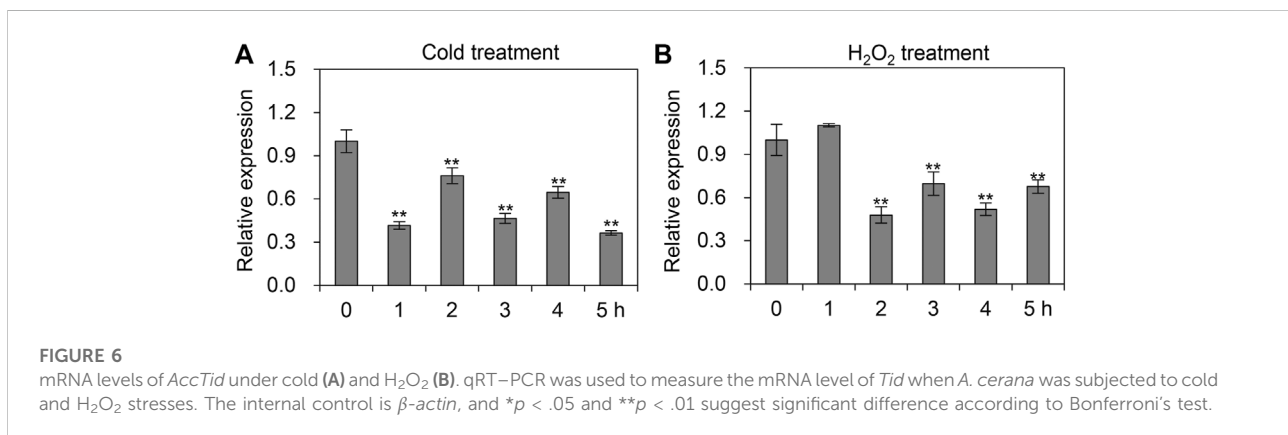 A
Cold treatment
Relative expression
1.5
1.2
0.9
0.6
0.3
0.0
**
**
**
**
**
0 1 2 3 4 5 h
B
H₂O₂ treatment
Relative expression
1.5
1.2
0.9
0.6
0.3
0.0
**
**
**
**
0 1 2 3 4 5 h
FIGURE 6
mRNA levels of AccTid under cold (A) and H₂O₂ (B). qRT–PCR was used to measure the mRNA level of Tid when A. cerana was subjected to cold
and H₂O₂ stresses. The internal control is β-actin, and *p < .05 and **p < .01 suggest significant difference according to Bonferroni’s test.